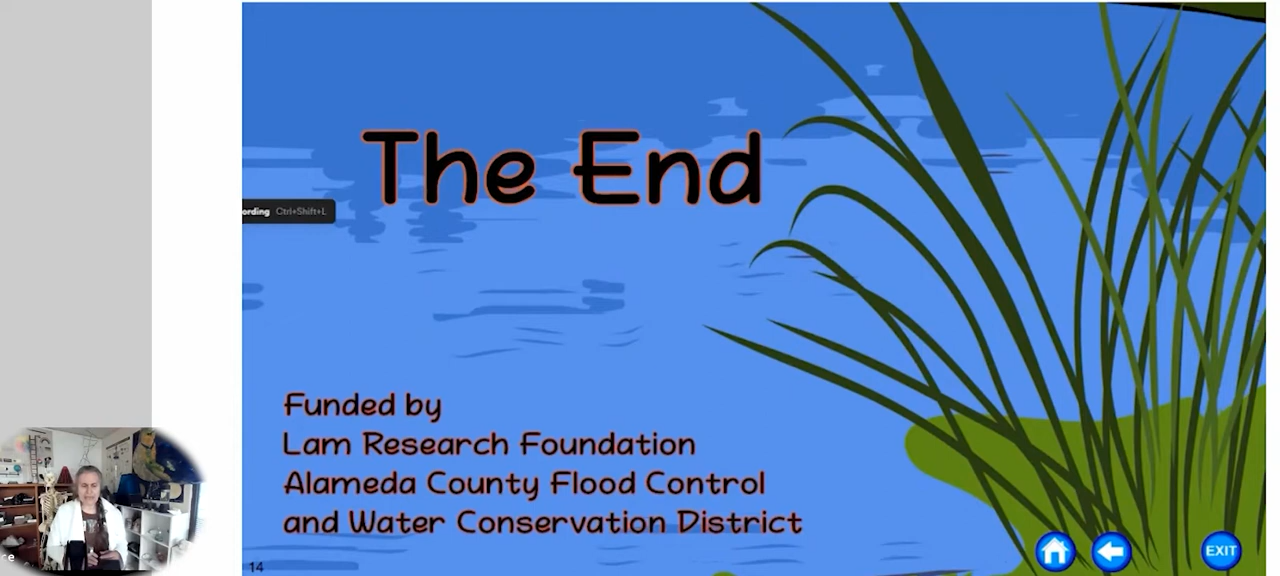 The End
ording Ctrl+Shift+L
Funded by
Lam Research Foundation
Alameda County Flood Control
and Water Conservation District
ce
14
EXIT